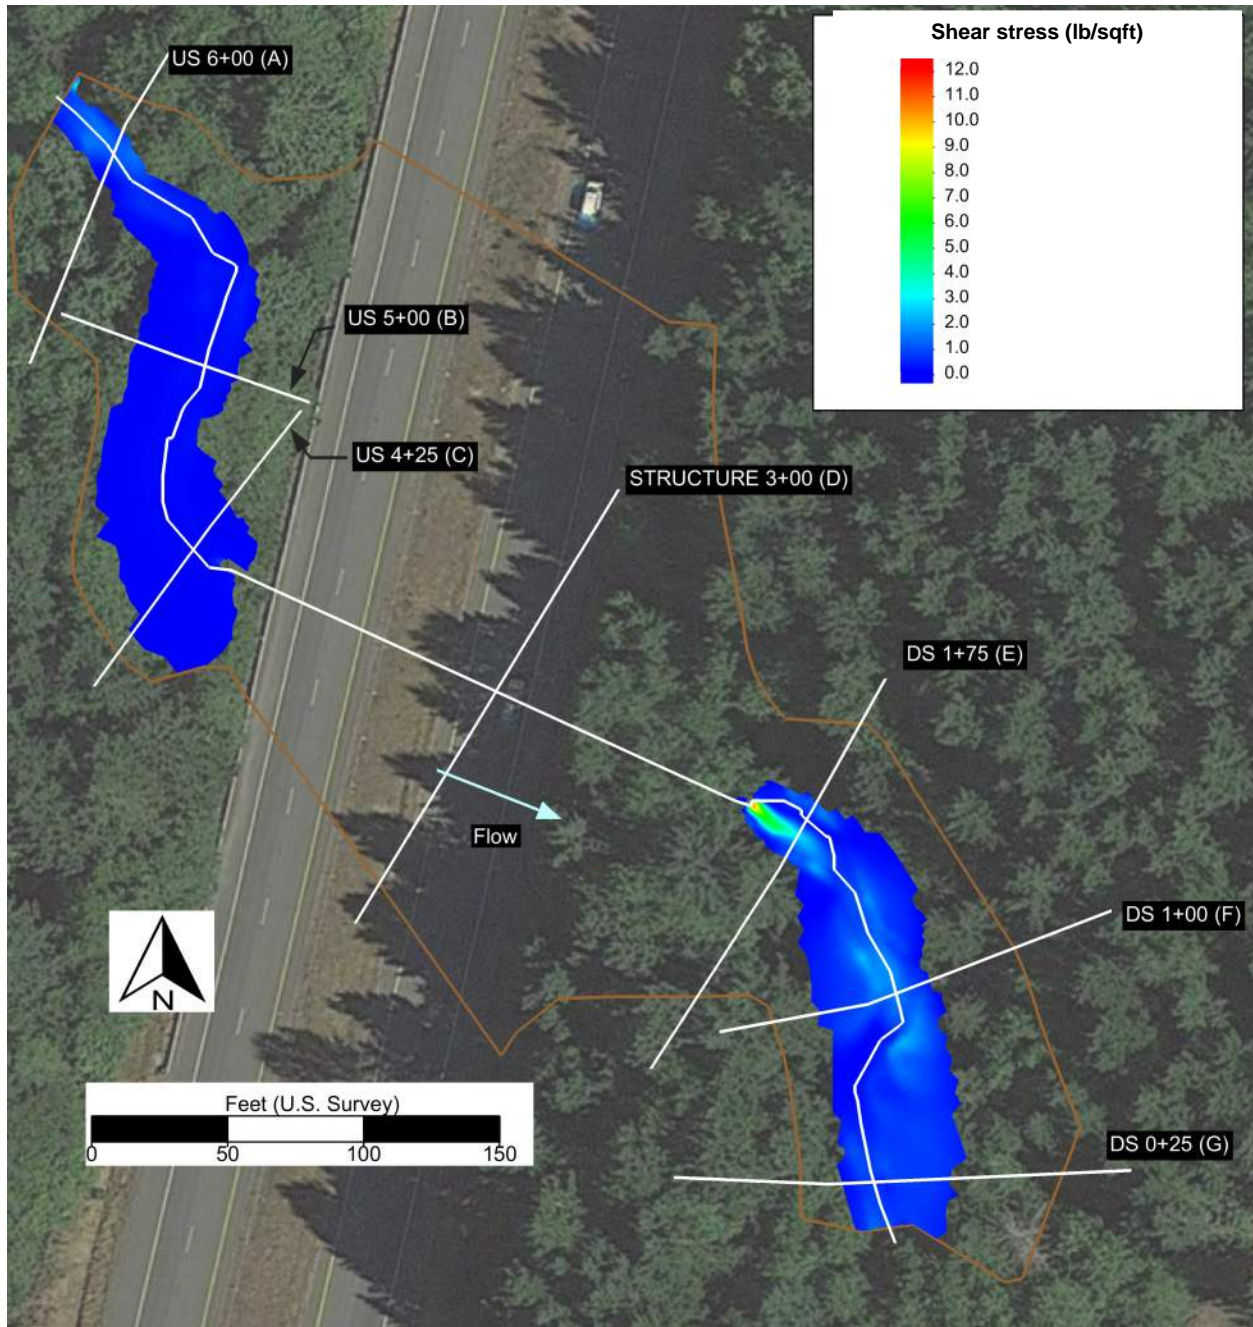 Shear stress (lb/sqft)
12.0
11.0
10.0
9.0
8.0
7.0
6.0
5.0
4.0
3.0
2.0
1.0
0.0
US 6+00 (A)
US 5+00 (B)
US 4+25 (C)
STRUCTURE 3+00 (D)
DS 1+75 (E)
Flow
DS 1+00 (F)
N
Feet (U.S. Survey)
0 50 100 150
DS 0+25 (G)